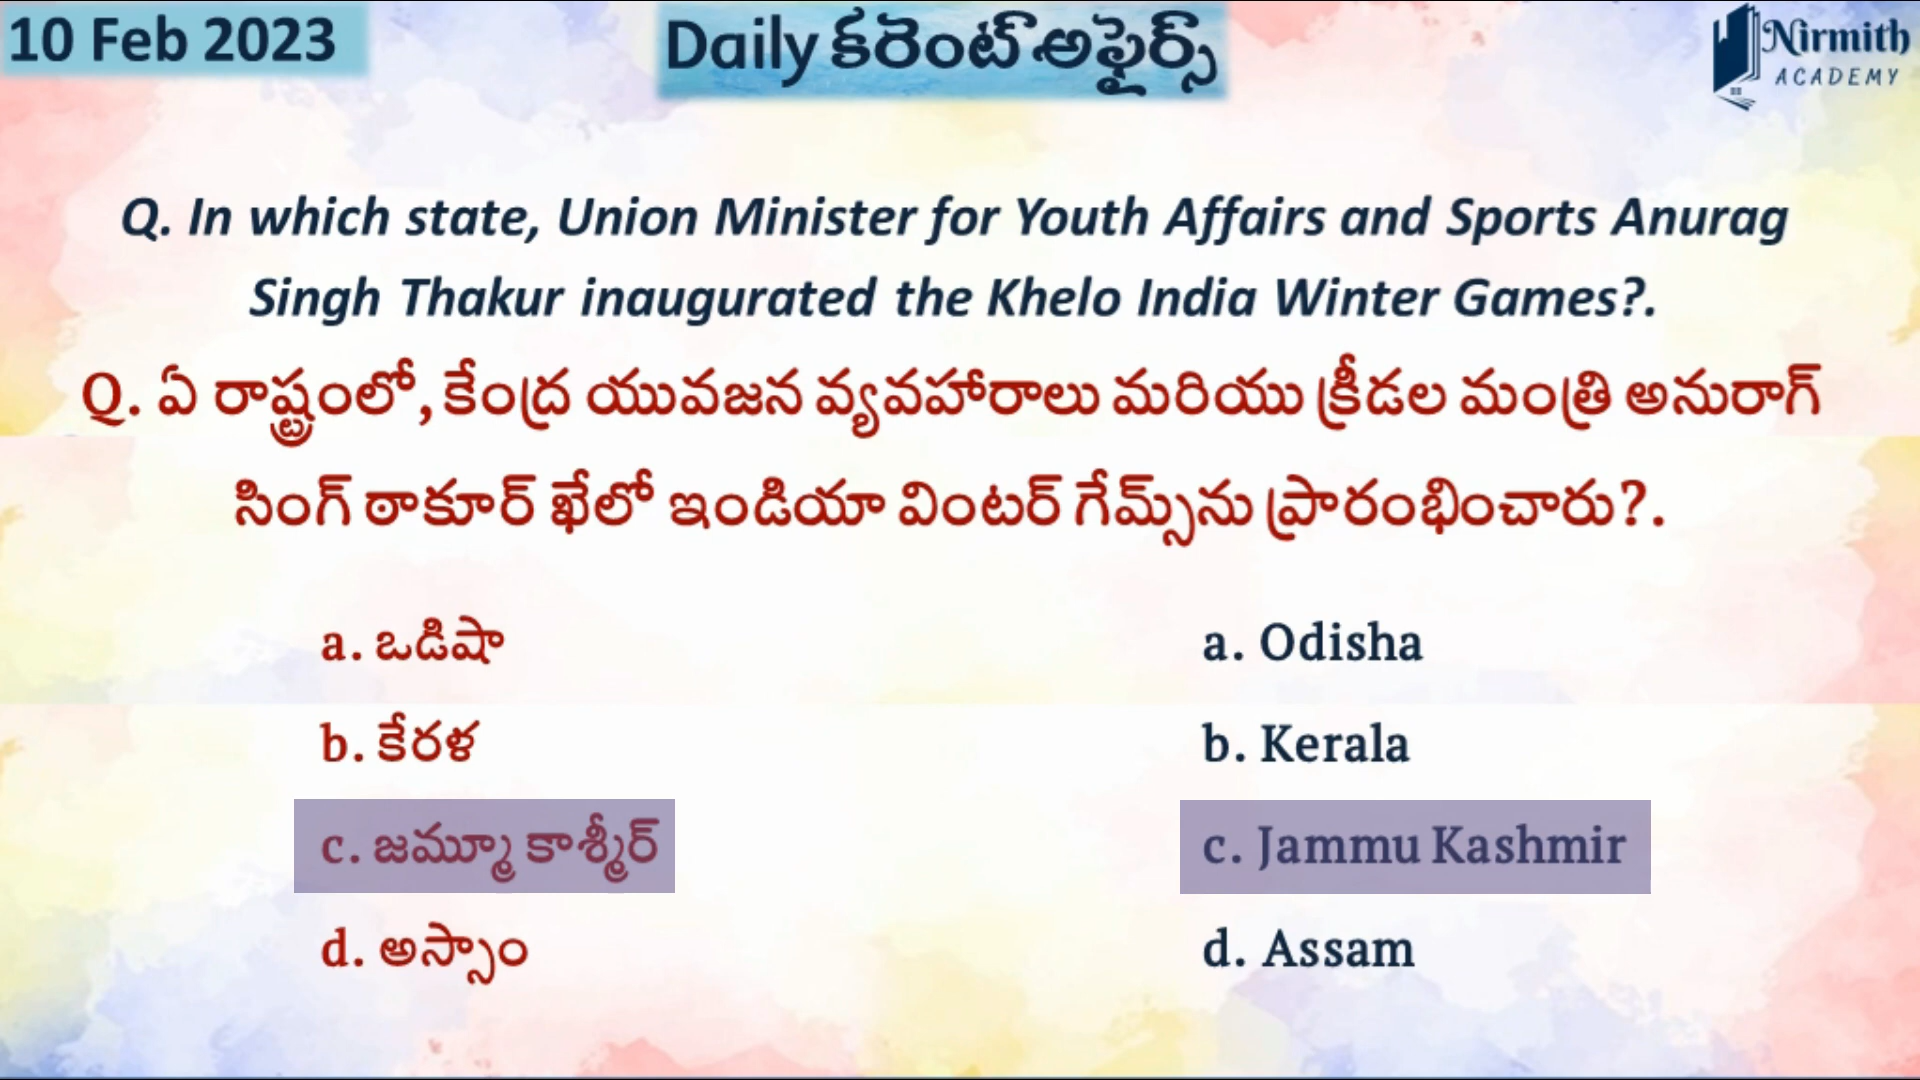 10 Feb 2023
Daily కరెంట్ అఫైర్స్
Nirmith
ACADEMY
Q. In which state, Union Minister for Youth Affairs and Sports Anurag
Singh Thakur inaugurated the Khelo India Winter Games?.
Q. ఏ రాష్ట్రంలో, కేంద్ర యువజన వ్యవహారాలు మరియు క్రీడల మంత్రి అనురాగ్
సింగ్ ఠాకూర్ ఖేలో ఇండియా వింటర్ గేమ్స్‌ను ప్రారంభించారు?.
a. ఒడిషా
b. కేరళ
c. జమ్మూ కాశ్మీర్
d. అస్సాం
a. Odisha
b. Kerala
c. Jammu Kashmir
d. Assam